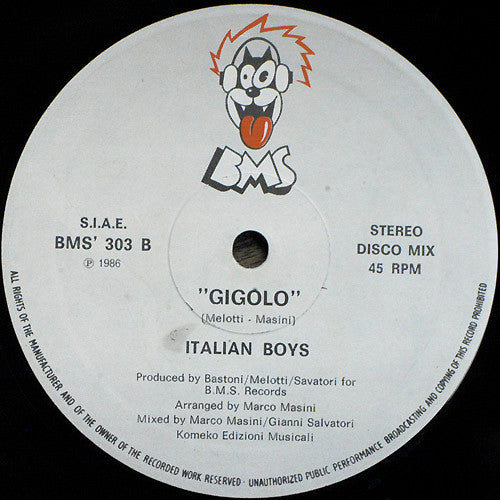 BMS
S.I.A.E.
BMS' 303 B
℗ 1986
STEREO
DISCO MIX
45 RPM
"GIGOLO"
(Melotti - Masini)
ITALIAN BOYS
Produced by Bastoni/Melotti/Savatori for
B.M.S. Records
Arranged by Marco Masini
Mixed by Marco Masini/Gianni Salvatori
Komeko Edizioni Musicali
ALL RIGHTS OF THE MANUFACTURER AND OF THE OWNER OF THE RECORDED WORK RESERVED - UNAUTHORIZED PUBLIC PERFORMANCE BROADCASTING AND COPYING OF THIS RECORD PROHIBITED